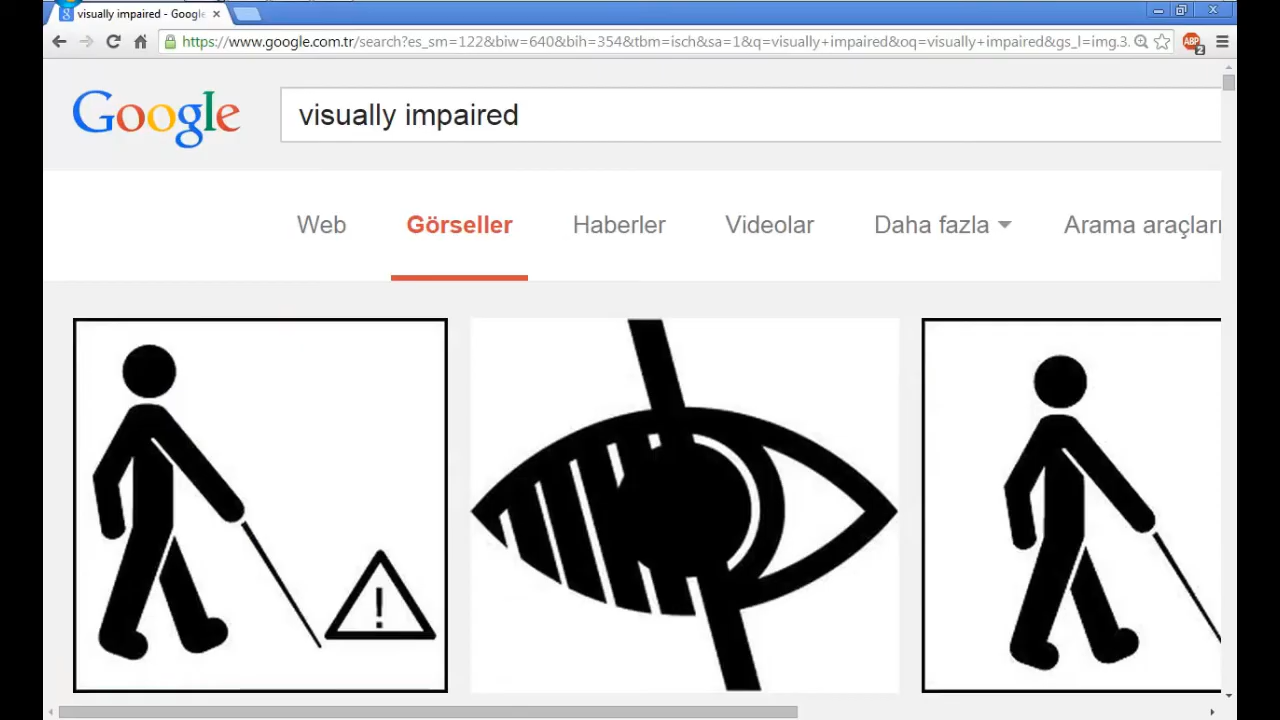 visually impaired - Google
https://www.google.com.tr/search?es_sm=122&biw=640&bih=354&tbm=isch&sa=1&q=visually+impaired&oq=visually+impaired&gs_l=img.3.
ABP
2
Google
visually impaired
Web Görseller Haberler Videolar Daha fazla Arama araçları
!